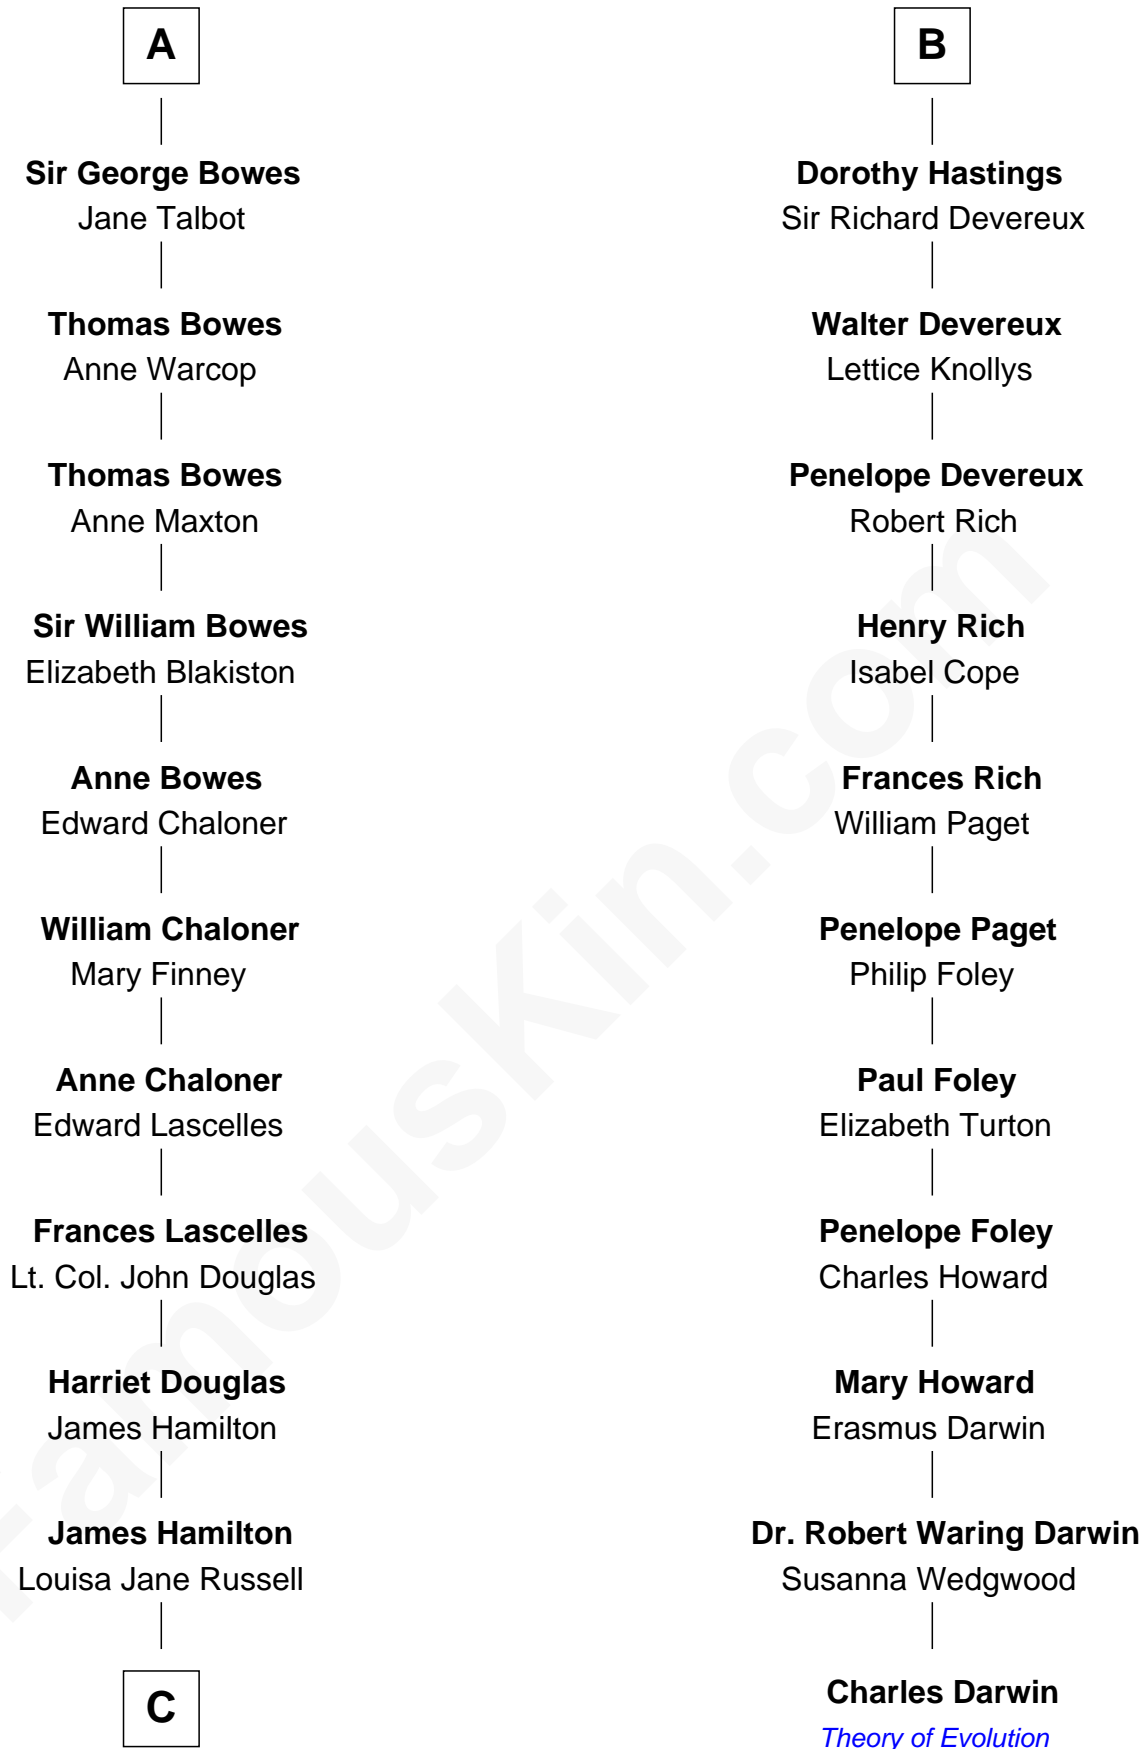 A
Sir George Bowes
Jane Talbot
Thomas Bowes
Anne Warcop
Thomas Bowes
Anne Maxton
Sir William Bowes
Elizabeth Blakiston
Anne Bowes
Edward Chaloner
William Chaloner
Mary Finney
Anne Chaloner
Edward Lascelles
Frances Lascelles
Lt. Col. John Douglas
Harriet Douglas
James Hamilton
James Hamilton
Louisa Jane Russell
C
B
Dorothy Hastings
Sir Richard Devereux
Walter Devereux
Lettice Knollys
Penelope Devereux
Robert Rich
Henry Rich
Isabel Cope
Frances Rich
William Paget
Penelope Paget
Philip Foley
Paul Foley
Elizabeth Turton
Penelope Foley
Charles Howard
Mary Howard
Erasmus Darwin
Dr. Robert Waring Darwin
Susanna Wedgwood
Charles Darwin
Theory of Evolution
FamousKin.com